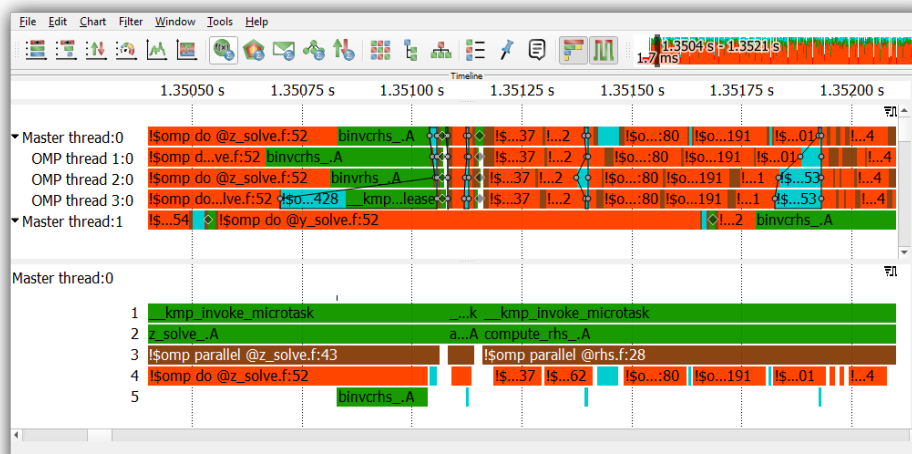 File Edit Chart Filter Window Tools Help
1.3504 s - 1.3521 s
1.7 ms
Timeline
1.35050 s 1.35075 s 1.35100 s 1.35125 s 1.35150 s 1.35175 s 1.35200 s
Master thread:0 !$omp do @z_solve.f:52 binvcrhs_.A !$...37 !...2 !$o...:80 !$o...191 !$...01 !...4
OMP thread 1:0 !$omp d...ve.f:52 binvcrhs_.A !$...37 !...2 !$o...:80 !$o...191 !$...01 !...4
OMP thread 2:0 !$omp do @z_solve.f:52 binvrhs_.A !$...37 !...2 !$o...:80 !$o...191 !...1 !$...53 !...4
OMP thread 3:0 !$omp do...lve.f:52 !$o...428 __kmp...lease !$...37 !...2 !$o...:80 !$o...191 !...1 !$...53 !...4
Master thread:1 !$...54 !$omp do @y_solve.f:52 !...2 binvcrhs_.A
Master thread:0
1 __kmp_invoke_microtask _...k __kmp_invoke_microtask
2 z_solve_.A a...A compute_rhs_.A
3 !$omp parallel @z_solve.f:43 !$omp parallel @rhs.f:28
4 !$omp do @z_solve.f:52 !$...37 !$...62 !$o...:80 !$o...191 !$...01 !...4
5 binvcrhs_.A